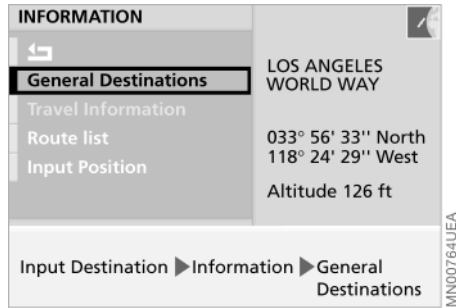 INFORMATION
General Destinations
Travel Information
Route list
Input Position
LOS ANGELES
WORLD WAY
033° 56' 33'' North
118° 24' 29'' West
Altitude 126 ft
Input Destination ▶Information ▶General
Destinations
MN00764UEA